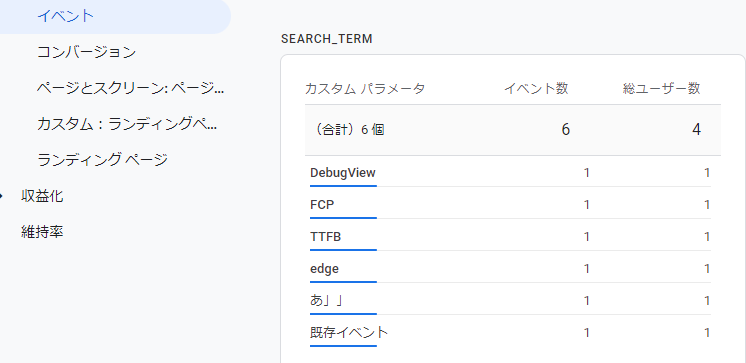 イベント
コンバージョン
ページとスクリーン: ページ...
カスタム：ランディングペ...
ランディング ページ
収益化
維持率
SEARCH_TERM
カスタム パラメータ イベント数 総ユーザー数
（合計）6 個 6 4
DebugView 1 1
FCP 1 1
TTFB 1 1
edge 1 1
あ」」 1 1
既存イベント 1 1